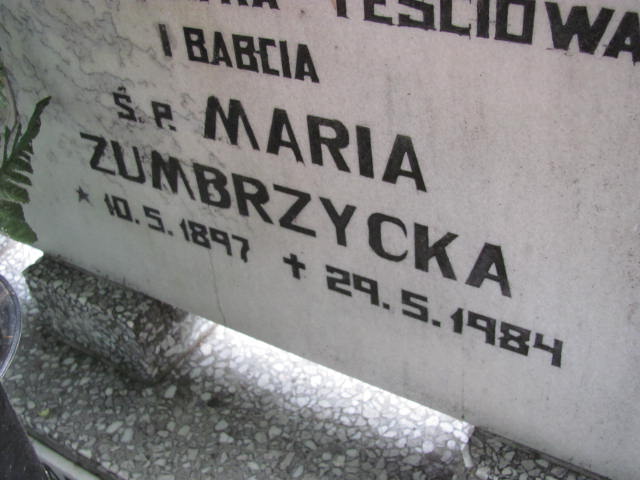 TEŚCIOWA
I BABCIA
Ś.P. MARIA
ZUMBRZYCKA
* 10.5.1897 + 29.5.1984